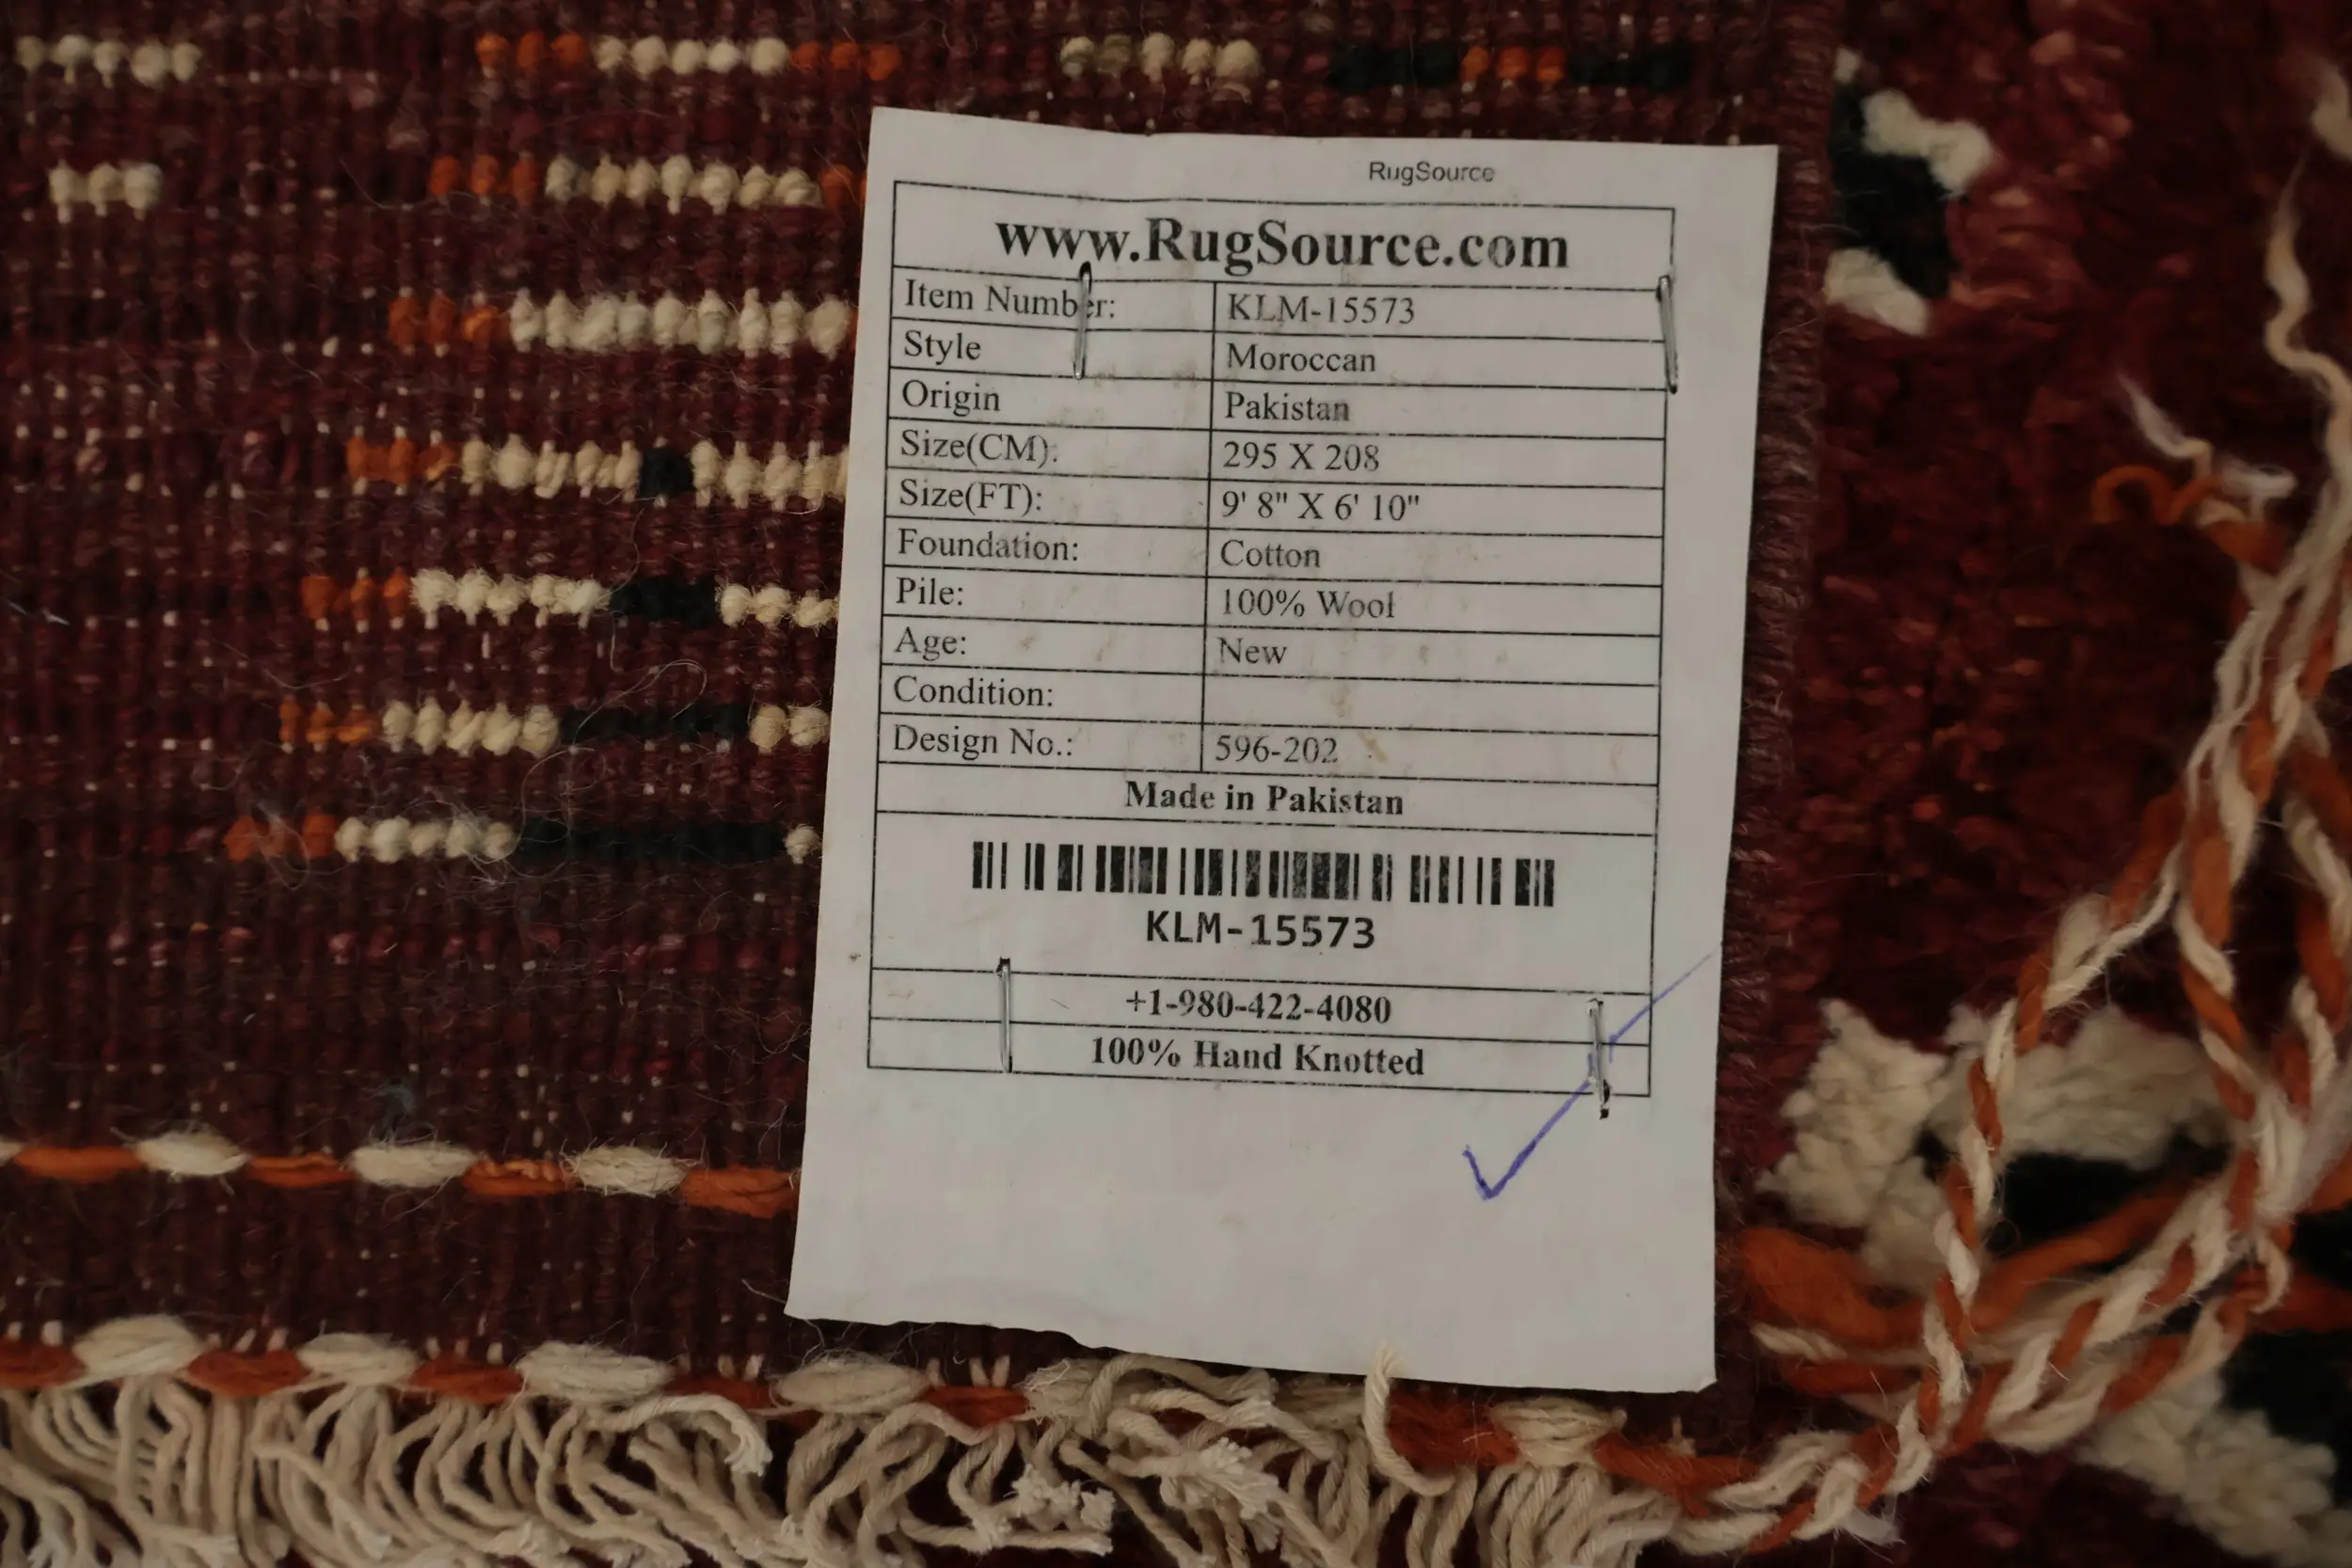 RugSource
www.RugSource.com
Item Number: KLM-15573
Style Moroccan
Origin Pakistan
Size(CM): 295 X 208
Size(FT): 9' 8" X 6' 10"
Foundation: Cotton
Pile: 100% Wool
Age: New
Condition:
Design No.: 596-202
Made in Pakistan
KLM-15573
+1-980-422-4080
100% Hand Knotted